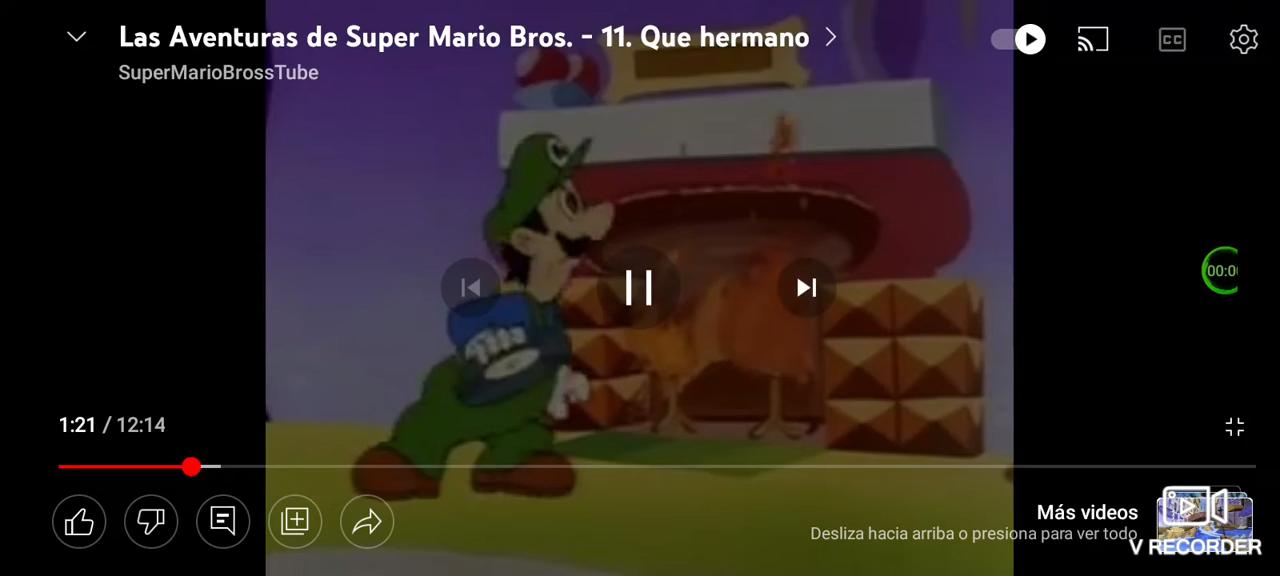 Las Aventuras de Super Mario Bros. - 11. Que hermano
SuperMarioBrossTube
CC
1:21 / 12:14
Más videos
Desliza hacia arriba o presiona para ver todo
V RECORDER